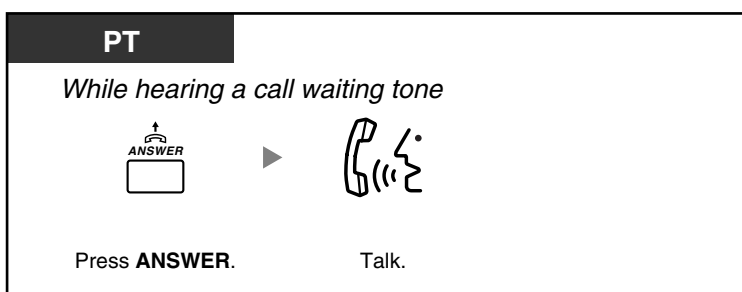 PT
While hearing a call waiting tone
ANSWER
Press ANSWER. Talk.